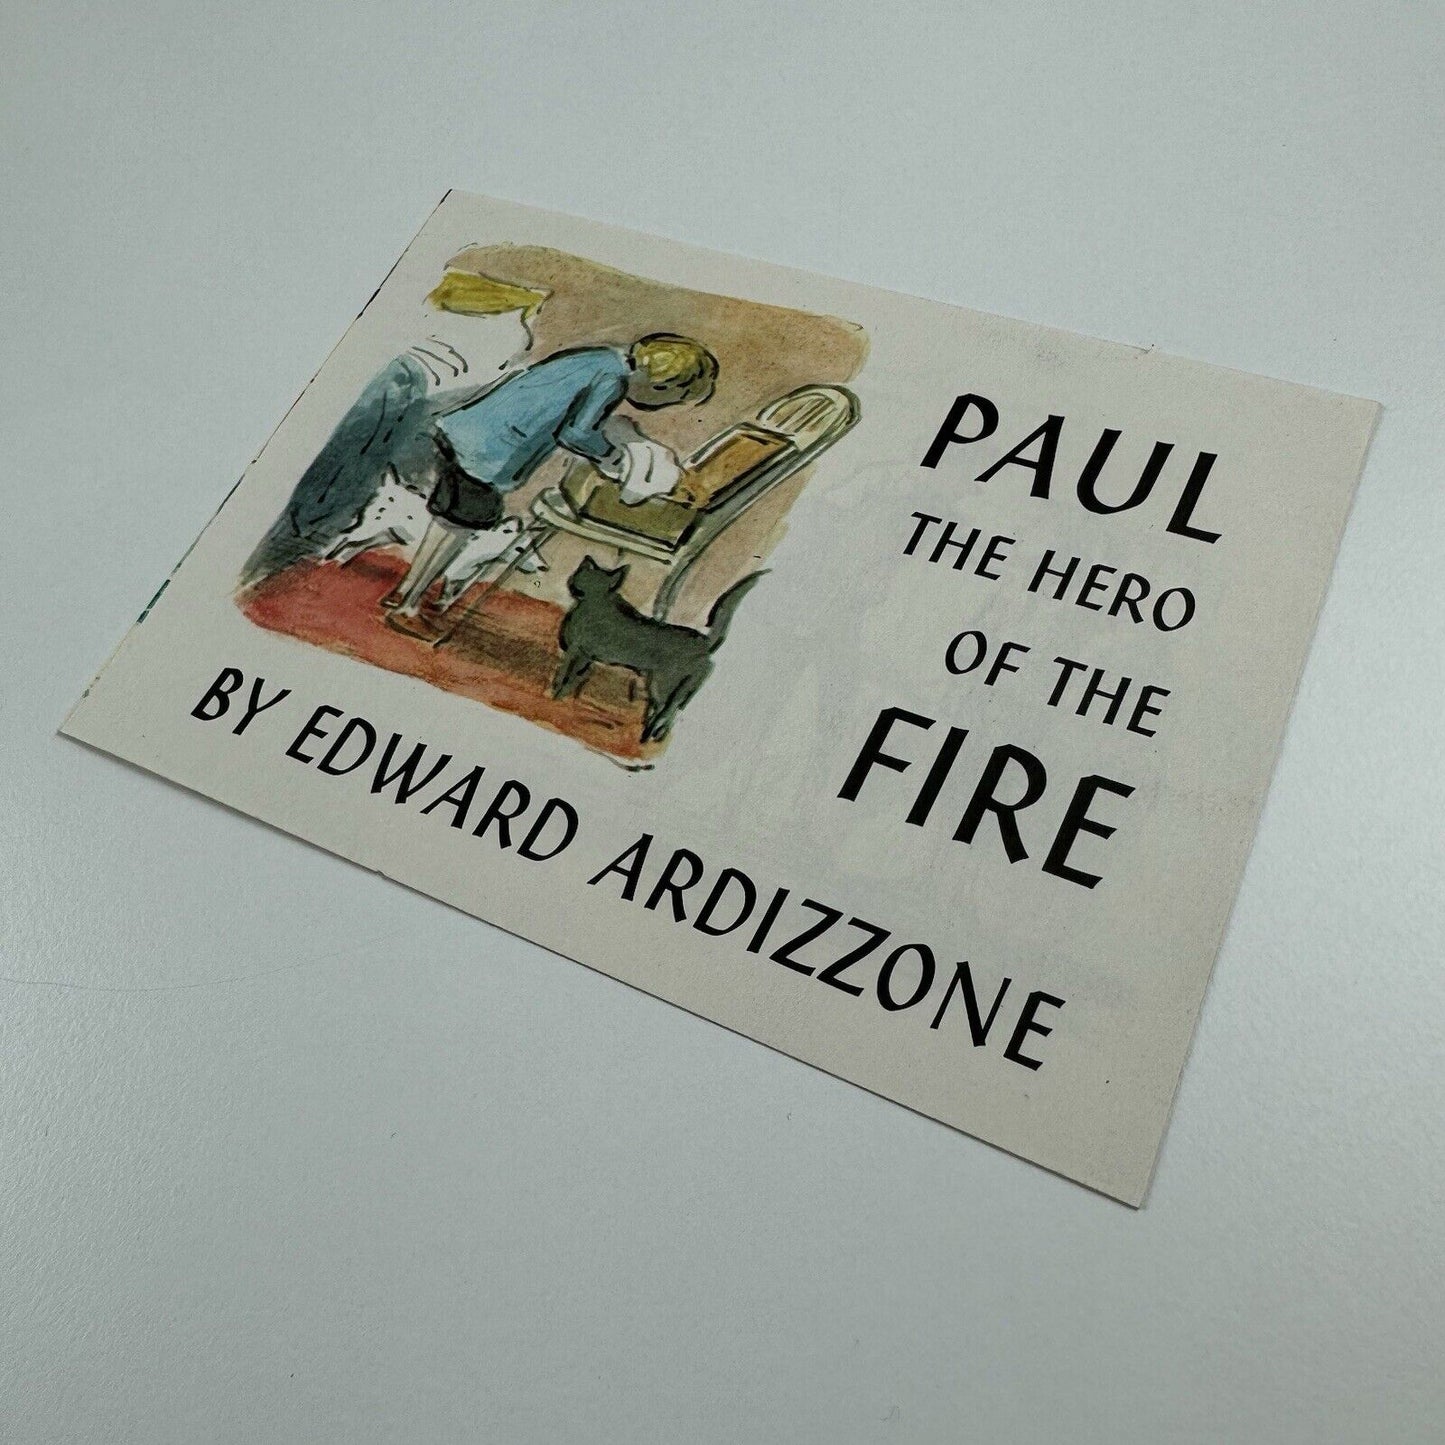 PAUL
THE HERO
OF THE
FIRE
BY EDWARD ARDIZZONE